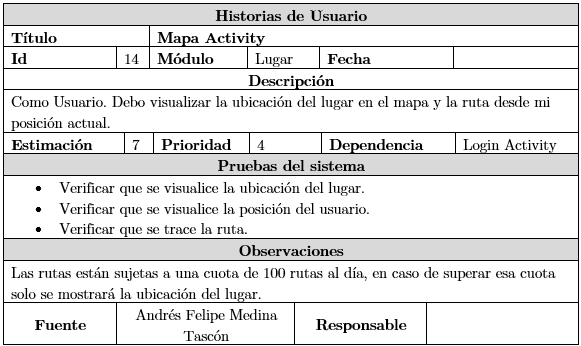 Historias de Usuario
Título Mapa Activity
Id 14 Módulo Lugar Fecha
Descripción
Como Usuario. Debo visualizar la ubicación del lugar en el mapa y la ruta desde mi
posición actual.
Estimación 7 Prioridad 4 Dependencia Login Activity
Pruebas del sistema
• Verificar que se visualice la ubicación del lugar.
• Verificar que se visualice la posición del usuario.
• Verificar que se trace la ruta.
Observaciones
Las rutas están sujetas a una cuota de 100 rutas al día, en caso de superar esa cuota
solo se mostrará la ubicación del lugar.
Fuente Andrés Felipe Medina
Tascón Responsable